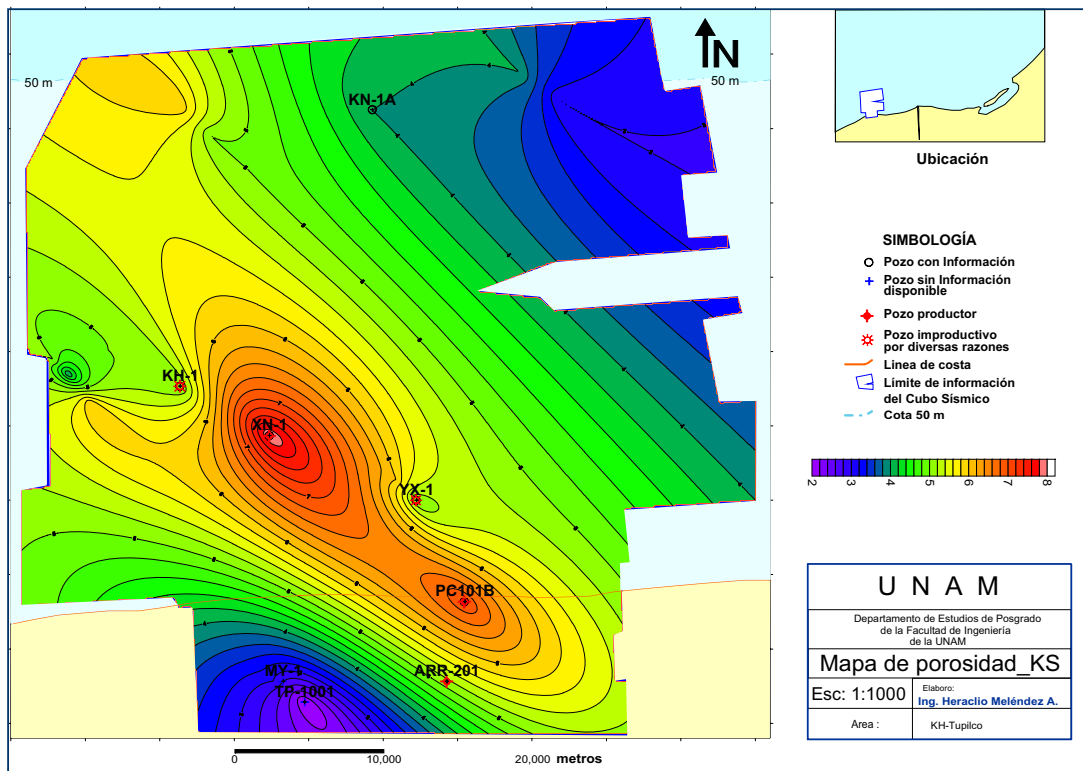 N
50 m
50 m
KN-1A
KH-1
XN-1
YX-1
PC101B
MY-1
ARR-201
TP-1001
0
10,000
20,000
metros
Ubicación
SIMBOLOGÍA
Pozo con Información
Pozo sin Información
disponible
Pozo productor
Pozo improductivo
por diversas razones
Linea de costa
Límite de información
del Cubo Sísmico
Cota 50 m
2
3
4
5
6
7
8
U N A M
Departamento de Estudios de Posgrado
de la Facultad de Ingeniería
de la UNAM
Mapa de porosidad_KS
Esc: 1:1000
Elaboro:
Ing. Heraclio Meléndez A.
Area :
KH-Tupilco